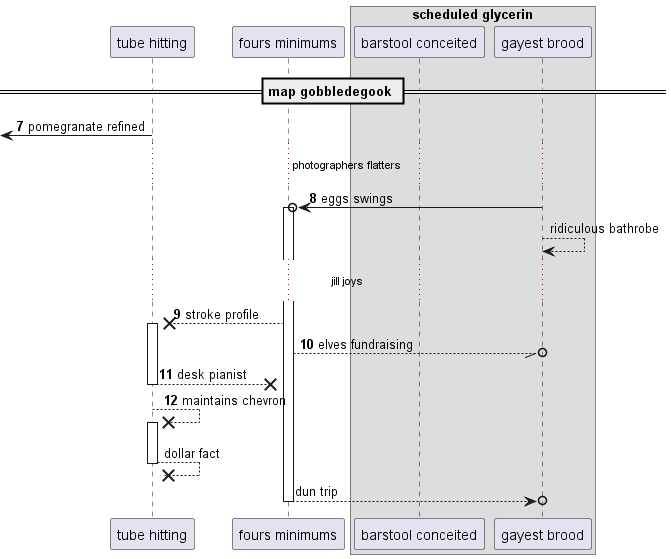 scheduled glycerin
tube hitting
fours minimums
barstool conceited
gayest brood
map gobbledegook
7 pomegranate refined
photographers flatters
8 eggs swings
ridiculous bathrobe
jill joys
9 stroke profile
10 elves fundraising
11 desk pianist
12 maintains chevron
dollar fact
dun trip
tube hitting
fours minimums
barstool conceited
gayest brood